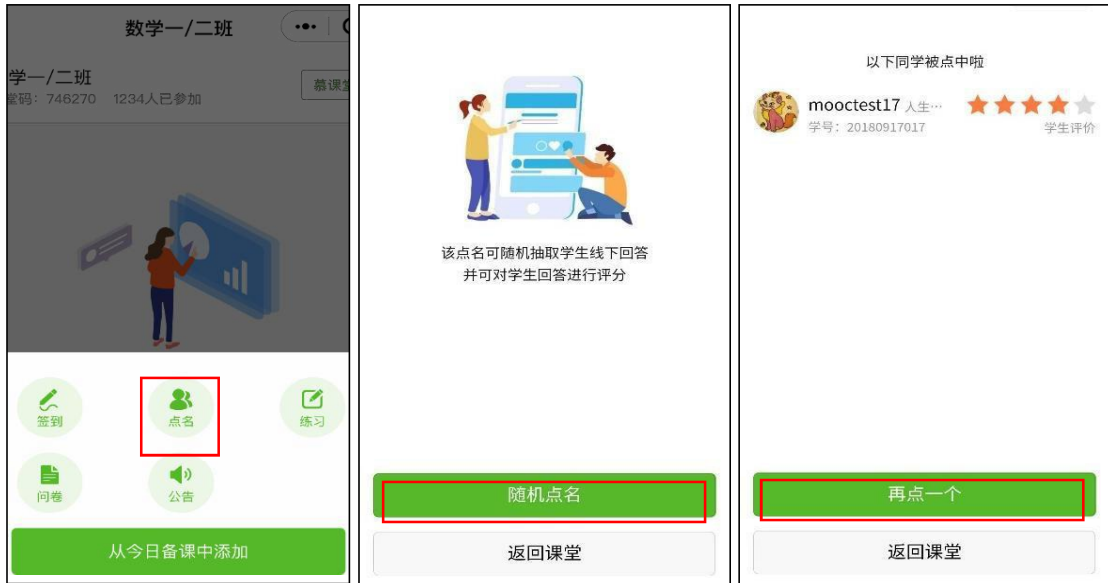 数学一/二班
学一/二班
堂码：746270 1234人已参加
慕课堂
签到
点名
练习
问卷
公告
从今日备课中添加
该点名可随机抽取学生线下回答
并可对学生回答进行评分
随机点名
返回课堂
以下同学被点中啦
mooctest17 人生…
学号：20180917017
学生评价
再点一个
返回课堂